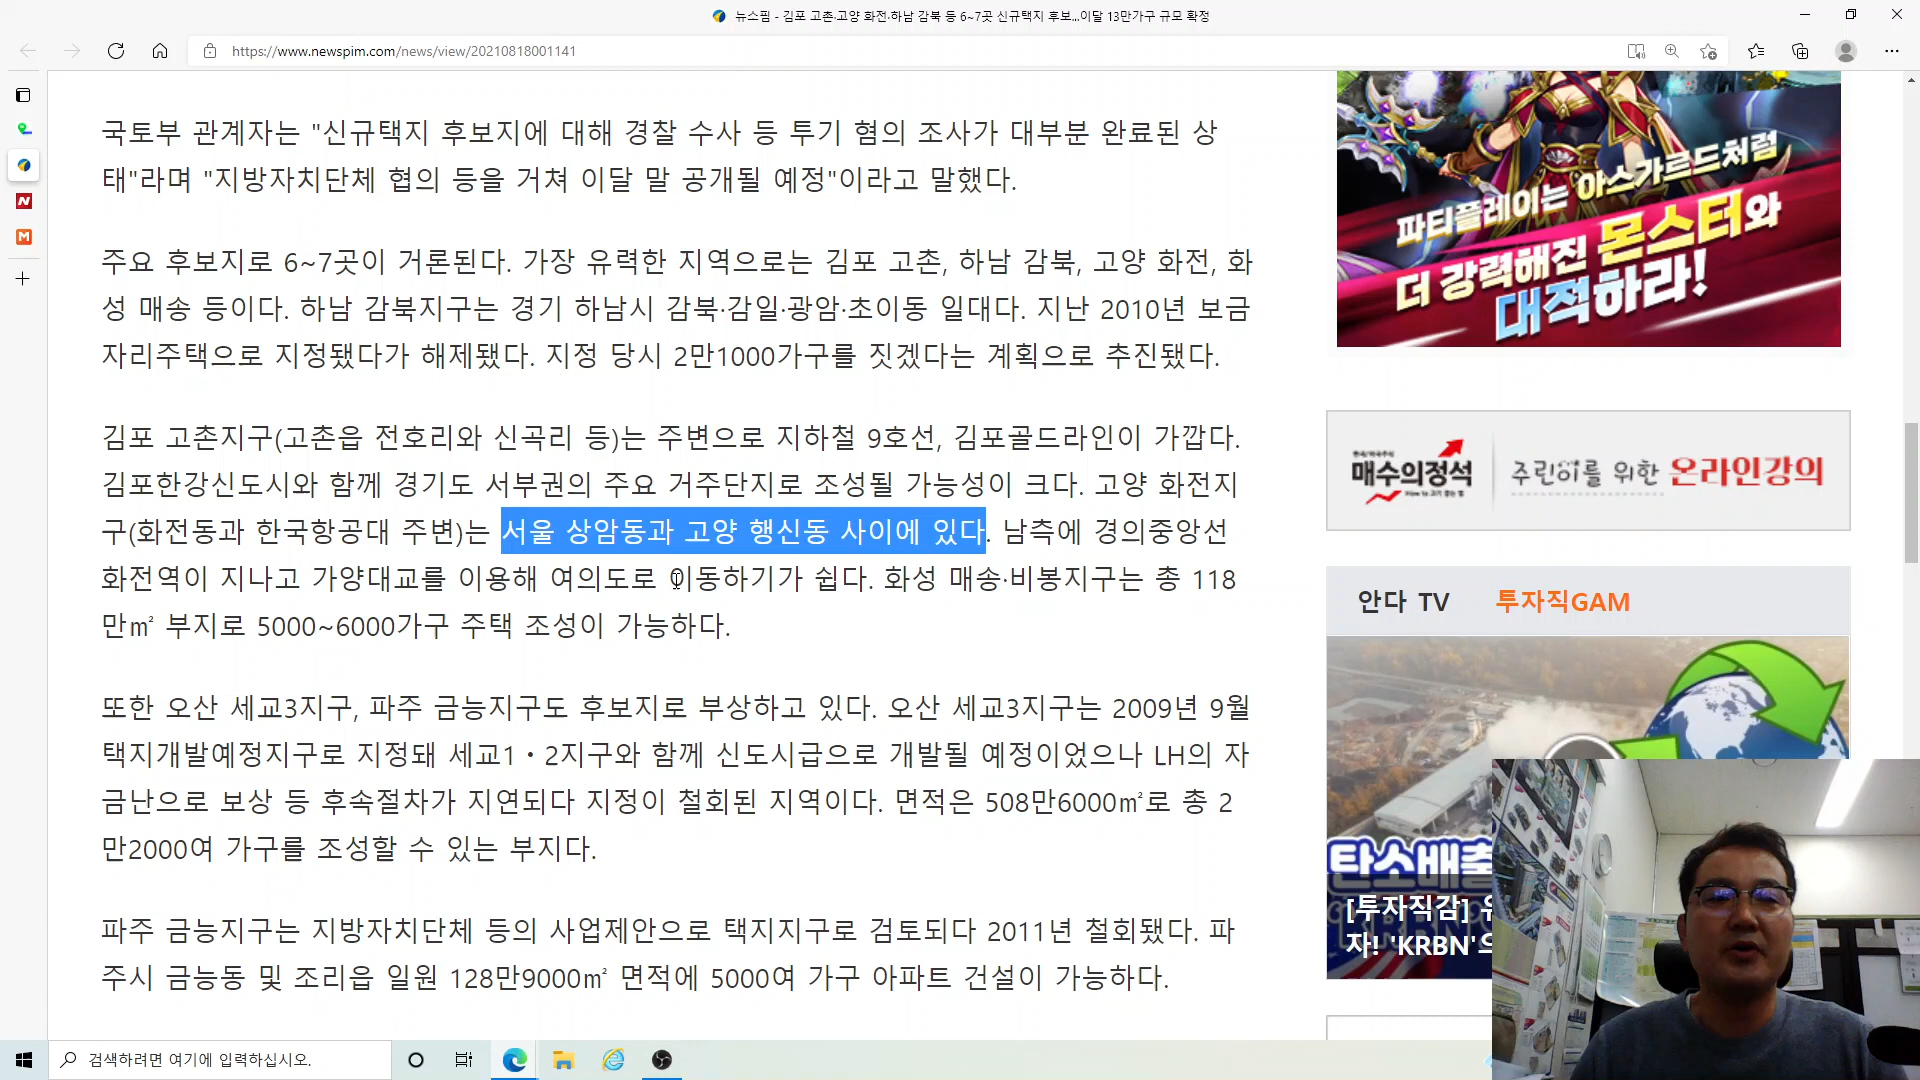 뉴스핌 - 김포 고촌·고양 화전·하남 감북 등 6~7곳 신규택지 후보...이달 13만가구 규모 확정
https://www.newspim.com/news/view/20210818001141
국토부 관계자는 "신규택지 후보지에 대해 경찰 수사 등 투기 혐의 조사가 대부분 완료된 상
태"라며 "지방자치단체 협의 등을 거쳐 이달 말 공개될 예정"이라고 말했다.
주요 후보지로 6~7곳이 거론된다. 가장 유력한 지역으로는 김포 고촌, 하남 감북, 고양 화전, 화
성 매송 등이다. 하남 감북지구는 경기 하남시 감북·감일·광암·초이동 일대다. 지난 2010년 보금
자리주택으로 지정됐다가 해제됐다. 지정 당시 2만1000가구를 짓겠다는 계획으로 추진됐다.
김포 고촌지구(고촌읍 전호리와 신곡리 등)는 주변으로 지하철 9호선, 김포골드라인이 가깝다.
김포한강신도시와 함께 경기도 서부권의 주요 거주단지로 조성될 가능성이 크다. 고양 화전지
구(화전동과 한국항공대 주변)는 서울 상암동과 고양 행신동 사이에 있다. 남측에 경의중앙선
화전역이 지나고 가양대교를 이용해 여의도로 이동하기가 쉽다. 화성 매송·비봉지구는 총 118
만㎡ 부지로 5000~6000가구 주택 조성이 가능하다.
또한 오산 세교3지구, 파주 금능지구도 후보지로 부상하고 있다. 오산 세교3지구는 2009년 9월
택지개발예정지구로 지정돼 세교1·2지구와 함께 신도시급으로 개발될 예정이었으나 LH의 자
금난으로 보상 등 후속절차가 지연되다 지정이 철회된 지역이다. 면적은 508만6000㎡로 총 2
만2000여 가구를 조성할 수 있는 부지다.
파주 금능지구는 지방자치단체 등의 사업제안으로 택지지구로 검토되다 2011년 철회됐다. 파
주시 금능동 및 조리읍 일원 128만9000㎡ 면적에 5000여 가구 아파트 건설이 가능하다.
파티플레이는 아스가르드처럼
더 강력해진 몬스터와
대적하라!
매수의정석
주린이를 위한 온라인강의
안다 TV 투자직GAM
탄소배출
[투자직감]
자! 'KRBN'으
검색하려면 여기에 입력하십시오.